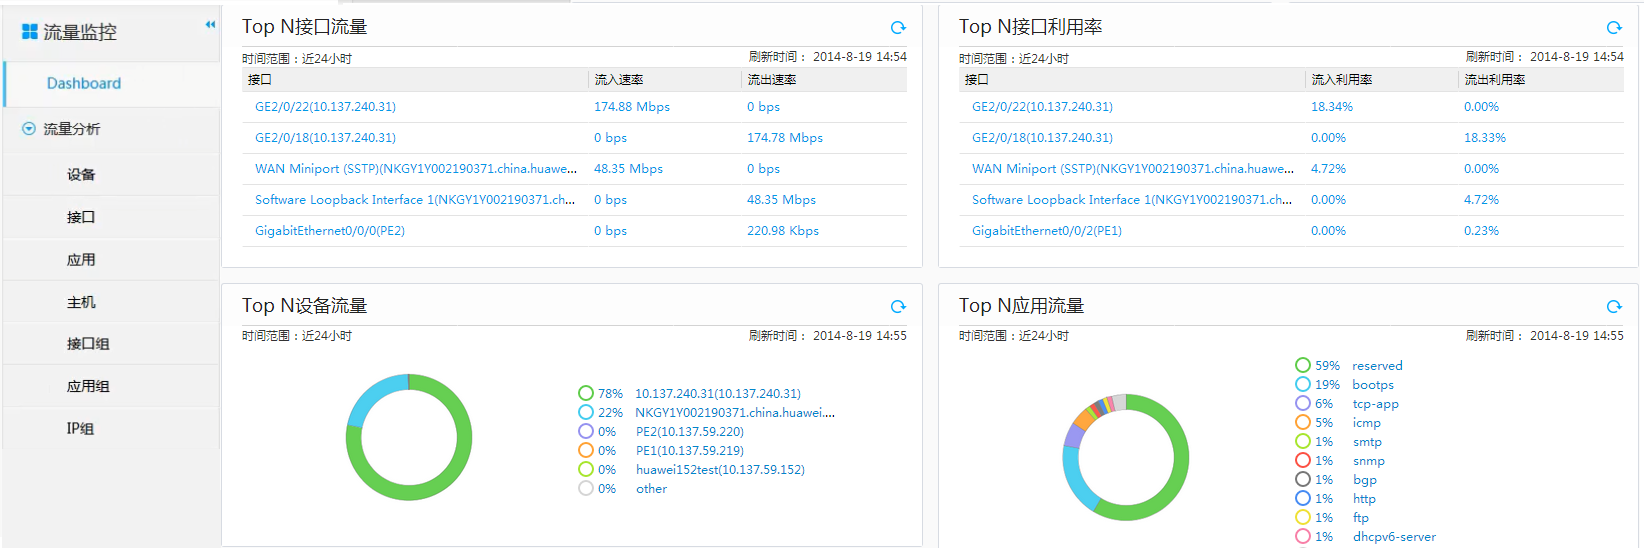 流量监控
Dashboard
流量分析
设备
接口
应用
主机
接口组
应用组
IP组
Top N接口流量
时间范围：近24小时 刷新时间： 2014-8-19 14:54
接口 流入速率 流出速率
GE2/0/22(10.137.240.31) 174.88 Mbps 0 bps
GE2/0/18(10.137.240.31) 0 bps 174.78 Mbps
WAN Miniport (SSTP)(NKGY1Y002190371.china.huawe... 48.35 Mbps 0 bps
Software Loopback Interface 1(NKGY1Y002190371.ch... 0 bps 48.35 Mbps
GigabitEthernet0/0/0(PE2) 0 bps 220.98 Kbps
Top N接口利用率
时间范围：近24小时 刷新时间： 2014-8-19 14:54
接口 流入利用率 流出利用率
GE2/0/22(10.137.240.31) 18.34% 0.00%
GE2/0/18(10.137.240.31) 0.00% 18.33%
WAN Miniport (SSTP)(NKGY1Y002190371.china.huawe... 4.72% 0.00%
Software Loopback Interface 1(NKGY1Y002190371.ch... 0.00% 4.72%
GigabitEthernet0/0/2(PE1) 0.00% 0.23%
Top N设备流量
时间范围：近24小时 刷新时间： 2014-8-19 14:55
78% 10.137.240.31(10.137.240.31)
22% NKGY1Y002190371.china.huawei....
0% PE2(10.137.59.220)
0% PE1(10.137.59.219)
0% huawei152test(10.137.59.152)
0% other
Top N应用流量
时间范围：近24小时 刷新时间： 2014-8-19 14:55
59% reserved
19% bootps
6% tcp-app
5% icmp
1% smtp
1% snmp
1% bgp
1% http
1% ftp
1% dhcpv6-server